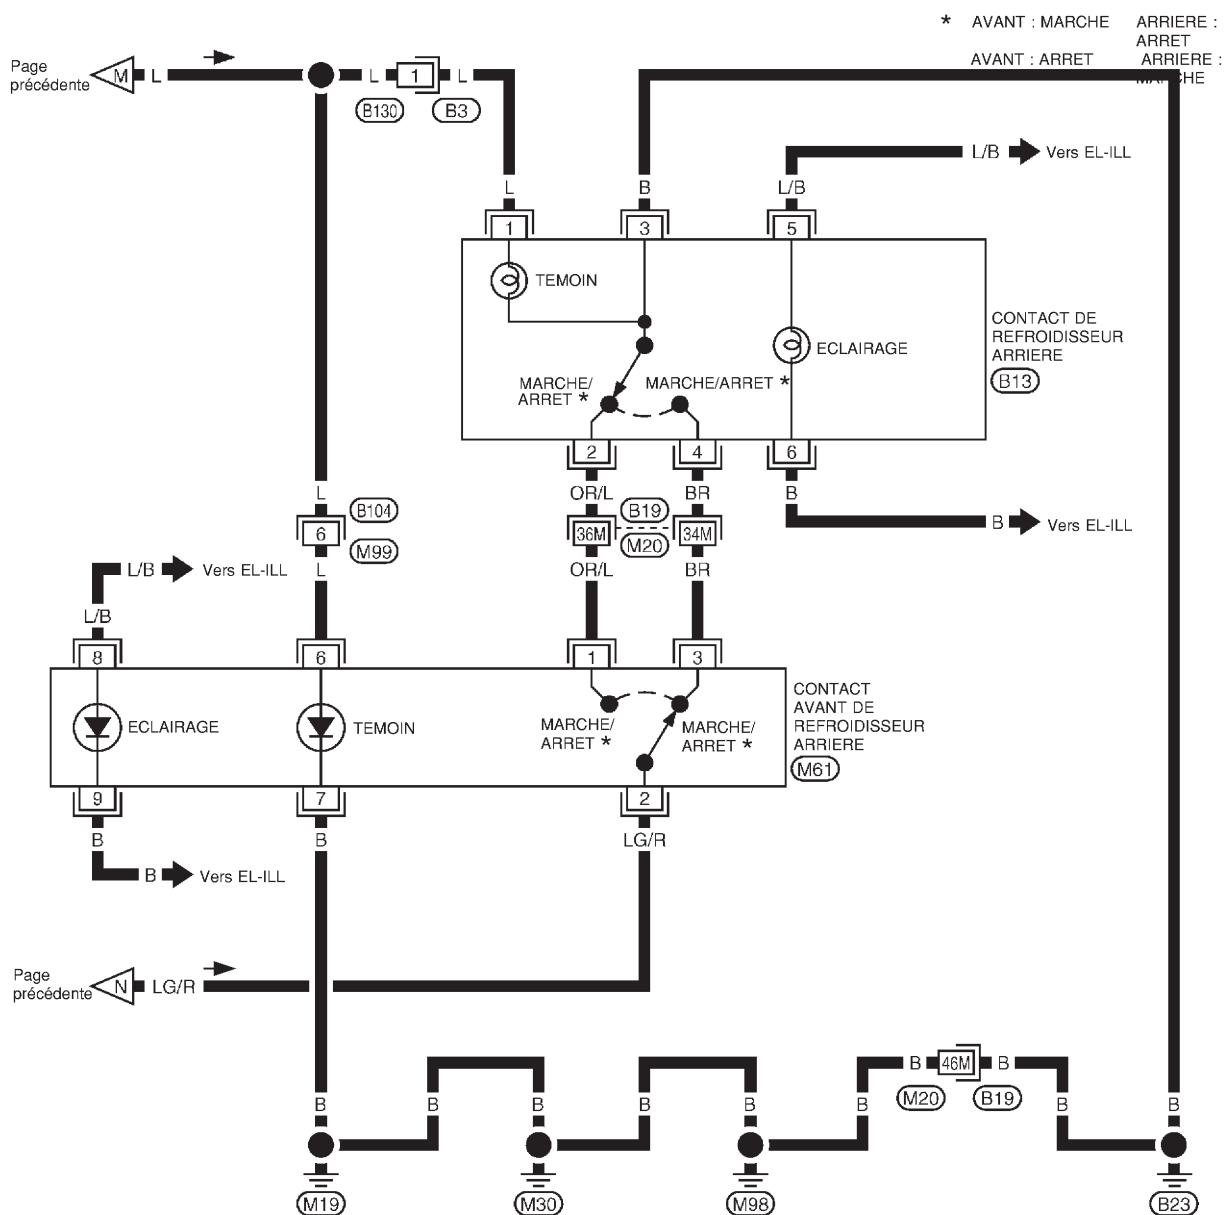 * AVANT : MARCHE ARRIERE :
ARRET
AVANT : ARRET ARRIERE :
MARCHE
Page
précédente
M
L
L
1
L
B130
B3
L/B
Vers EL-ILL
L
B
L/B
1
3
5
TEMOIN
ECLAIRAGE
CONTACT DE
REFROIDISSEUR
ARRIERE
B13
MARCHE/
ARRET *
MARCHE/ARRET *
2
4
6
L
OR/L
BR
B
B104
B19
6
36M
34M
B
Vers EL-ILL
M99
M20
L/B
Vers EL-ILL
L
OR/L
BR
L/B
8
6
1
3
ECLAIRAGE
TEMOIN
MARCHE/
ARRET *
MARCHE/
ARRET *
CONTACT
AVANT DE
REFROIDISSEUR
ARRIERE
M61
9
7
2
B
B
LG/R
B
Vers EL-ILL
Page
précédente
N
LG/R
B
46M
B
M20
B19
B
B
B
B
B
B
B
M19
M30
M98
B23